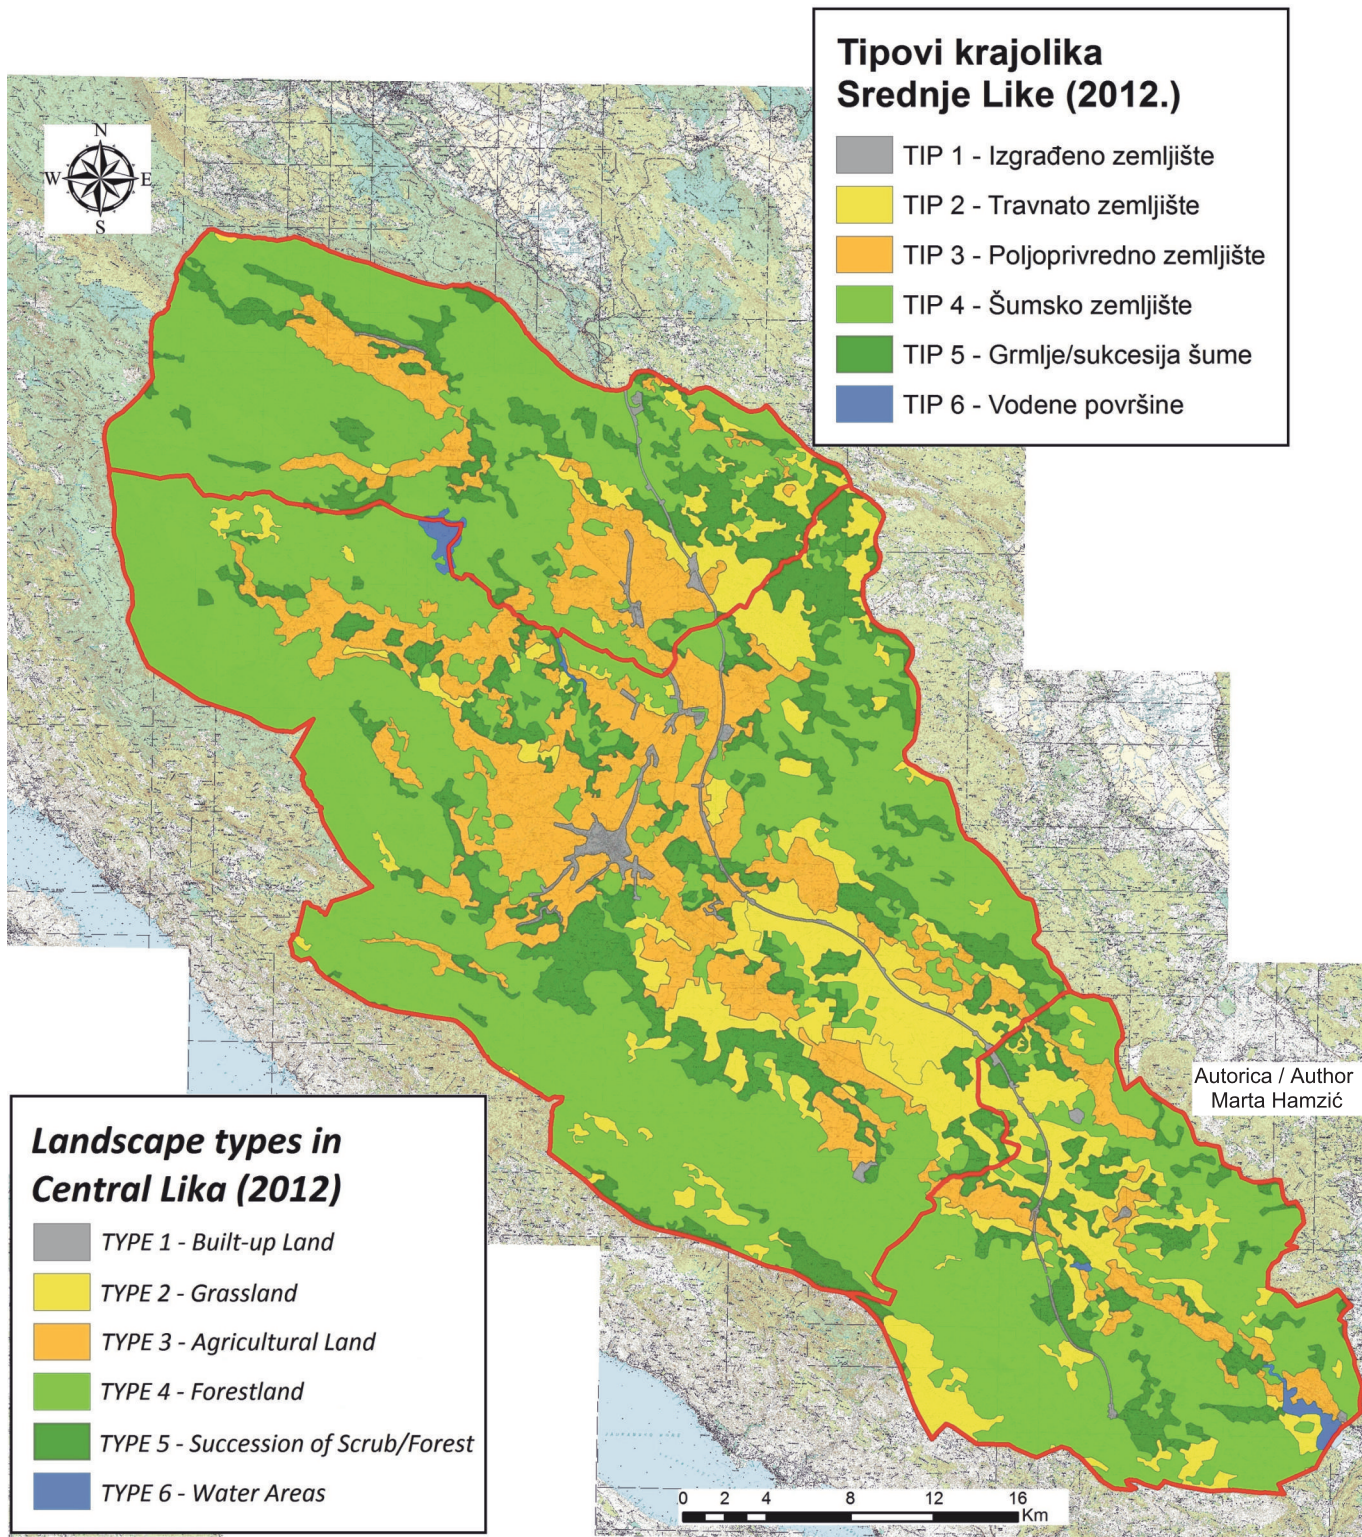 Tipovi krajolika
Srednje Like (2012.)
TIP 1 - Izgrađeno zemljište
TIP 2 - Travnato zemljište
TIP 3 - Poljoprivredno zemljište
TIP 4 - Šumsko zemljište
TIP 5 - Grmlje/sukcesija šume
TIP 6 - Vodene površine
N
W
E
S
Autorica / Author
Marta Hamzić
Landscape types in
Central Lika (2012)
TYPE 1 - Built-up Land
TYPE 2 - Grassland
TYPE 3 - Agricultural Land
TYPE 4 - Forestland
TYPE 5 - Succession of Scrub/Forest
TYPE 6 - Water Areas
0 2 4 8 12 16
Km